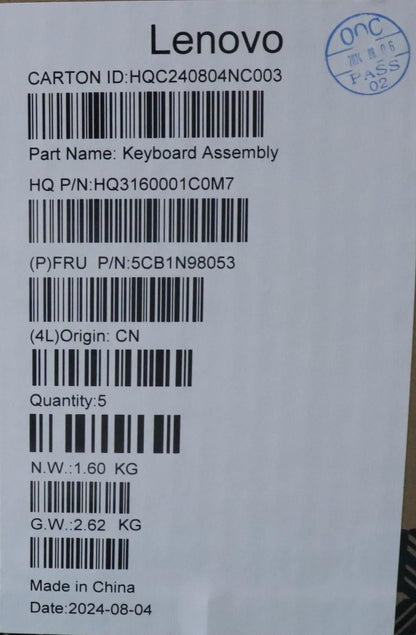 Lenovo
OQC
PASS
02
CARTON ID:HQC240804NC003
Part Name: Keyboard Assembly
HQ P/N:HQ3160001C0M7
(P)FRU P/N:5CB1N98053
(4L)Origin: CN
Quantity:5
N.W.:1.60 KG
G.W.:2.62 KG
Made in China
Date:2024-08-04